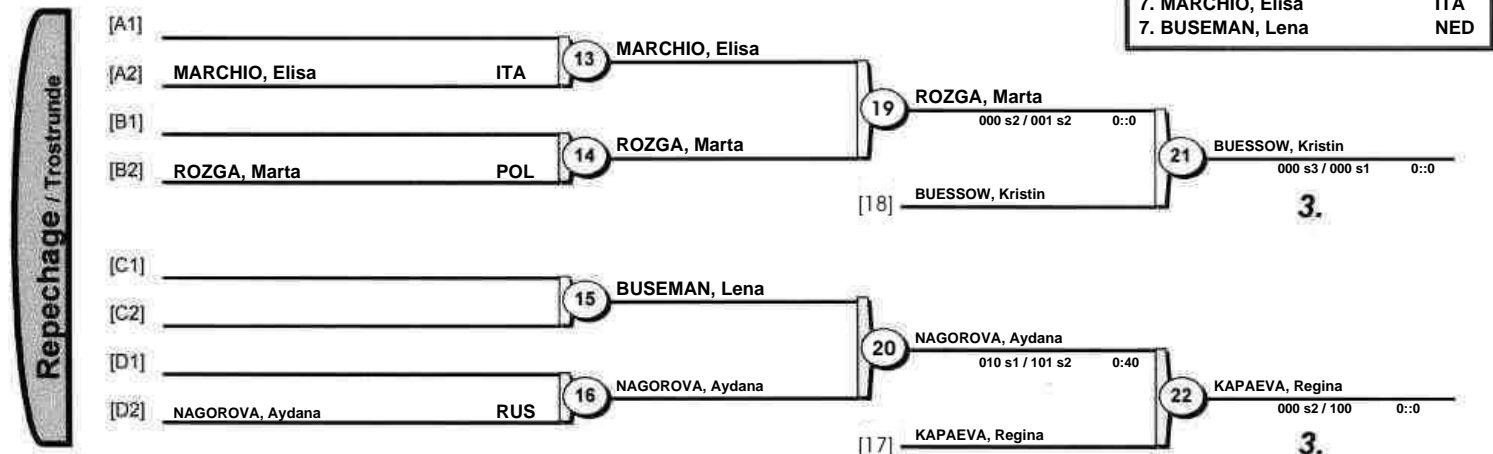 7. MARCHIO, Elisa ITA
7. BUSEMAN, Lena NED
Repechage / Trostrunde
[A1]
[A2] MARCHIO, Elisa ITA
13 MARCHIO, Elisa
[B1]
[B2] ROZGA, Marta POL
14 ROZGA, Marta
19 ROZGA, Marta
000 s2 / 001 s2 0::0
[18] BUESSOW, Kristin
21 BUESSOW, Kristin
000 s3 / 000 s1 0::0
3.
[C1]
[C2]
15 BUSEMAN, Lena
[D1]
[D2] NAGOROVA, Aydana RUS
16 NAGOROVA, Aydana
20 NAGOROVA, Aydana
010 s1 / 101 s2 0:40
[17] KAPAEVA, Regina
22 KAPAEVA, Regina
000 s2 / 100 0::0
3.